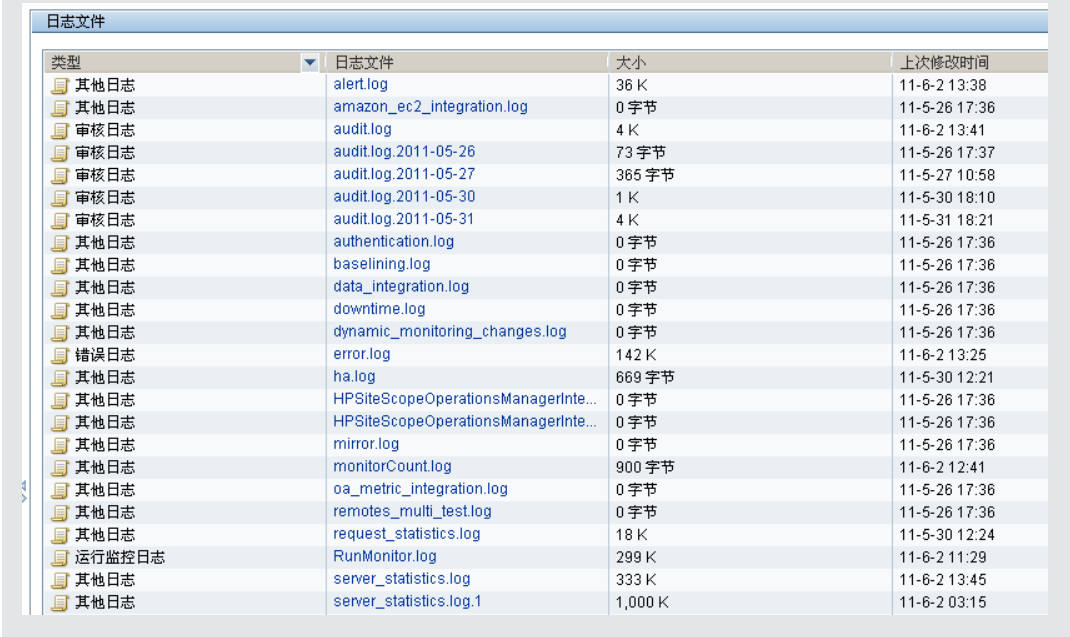 日志文件
类型 日志文件 大小 上次修改时间
其他日志 alert.log 36 K 11-6-2 13:38
其他日志 amazon_ec2_integration.log 0 字节 11-5-26 17:36
审核日志 audit.log 4 K 11-6-2 13:41
审核日志 audit.log.2011-05-26 73 字节 11-5-26 17:37
审核日志 audit.log.2011-05-27 365 字节 11-5-27 10:58
审核日志 audit.log.2011-05-30 1 K 11-5-30 18:10
审核日志 audit.log.2011-05-31 4 K 11-5-31 18:21
其他日志 authentication.log 0 字节 11-5-26 17:36
其他日志 baselining.log 0 字节 11-5-26 17:36
其他日志 data_integration.log 0 字节 11-5-26 17:36
其他日志 downtime.log 0 字节 11-5-26 17:36
其他日志 dynamic_monitoring_changes.log 0 字节 11-5-26 17:36
错误日志 error.log 142 K 11-6-2 13:25
其他日志 ha.log 669 字节 11-5-30 12:21
其他日志 HPSiteScopeOperationsManagerInte... 0 字节 11-5-26 17:36
其他日志 HPSiteScopeOperationsManagerInte... 0 字节 11-5-26 17:36
其他日志 mirror.log 0 字节 11-5-26 17:36
其他日志 monitorCount.log 900 字节 11-6-2 12:41
其他日志 oa_metric_integration.log 0 字节 11-5-26 17:36
其他日志 remotes_multi_test.log 0 字节 11-5-26 17:36
其他日志 request_statistics.log 18 K 11-5-30 12:24
运行监控日志 RunMonitor.log 299 K 11-6-2 11:29
其他日志 server_statistics.log 333 K 11-6-2 13:45
其他日志 server_statistics.log.1 1,000 K 11-6-2 03:15